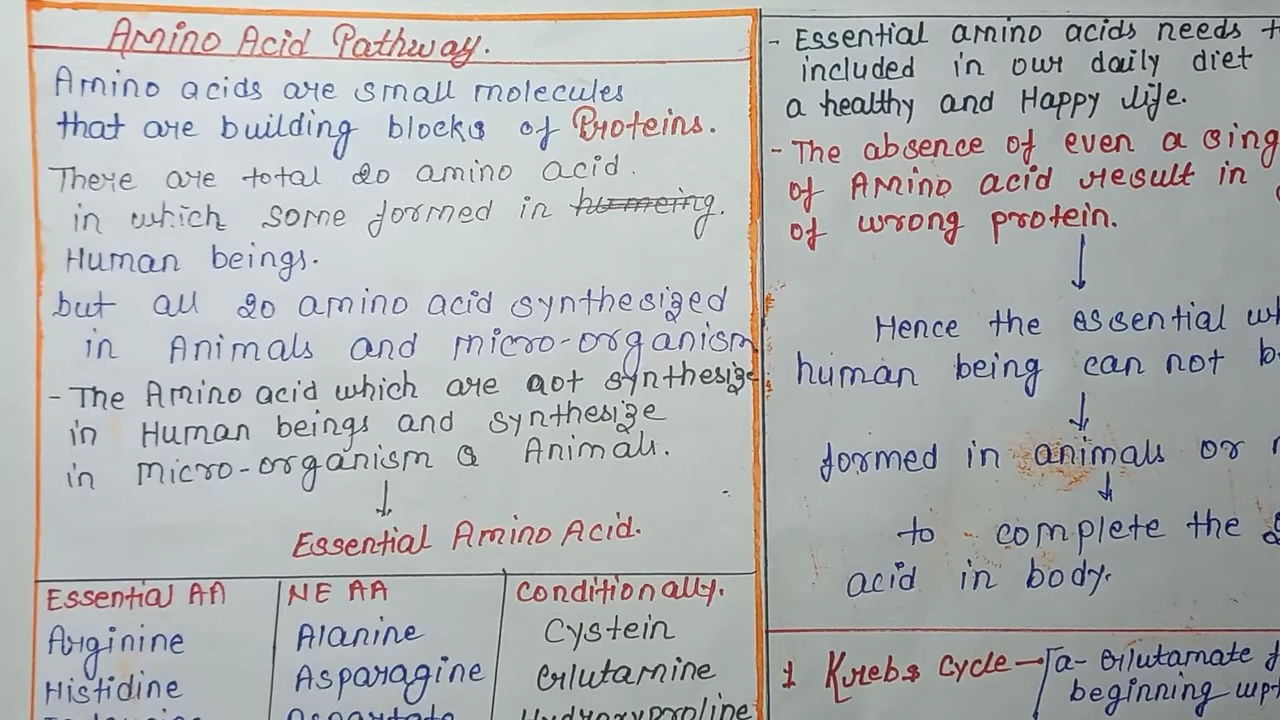 Amino Acid Pathway.
Amino acids are small molecules
that are building blocks of Proteins.
There are total 20 amino acid.
in which some formed in humeing.
Human beings.
but all 20 amino acid synthesized
in Animals and micro-organism
- The Amino acid which are not synthesize
in Human beings and synthesize
in micro-organism & Animals.
↓
Essential Amino Acid.
Essential AA NE AA Conditionally.
Arginine Alanine Cystein
Histidine Asparagine Glutamine
Hydroxyproline
- Essential amino acids needs
included in our daily diet
a healthy and Happy life.
- The absence of even a sing
of Amino acid result in
of wrong protein.
↓
Hence the essential
human being can not
↓
formed in animals or
↓
to complete the
acid in body.
1 Krebs cycle → a- Glutamate
beginning